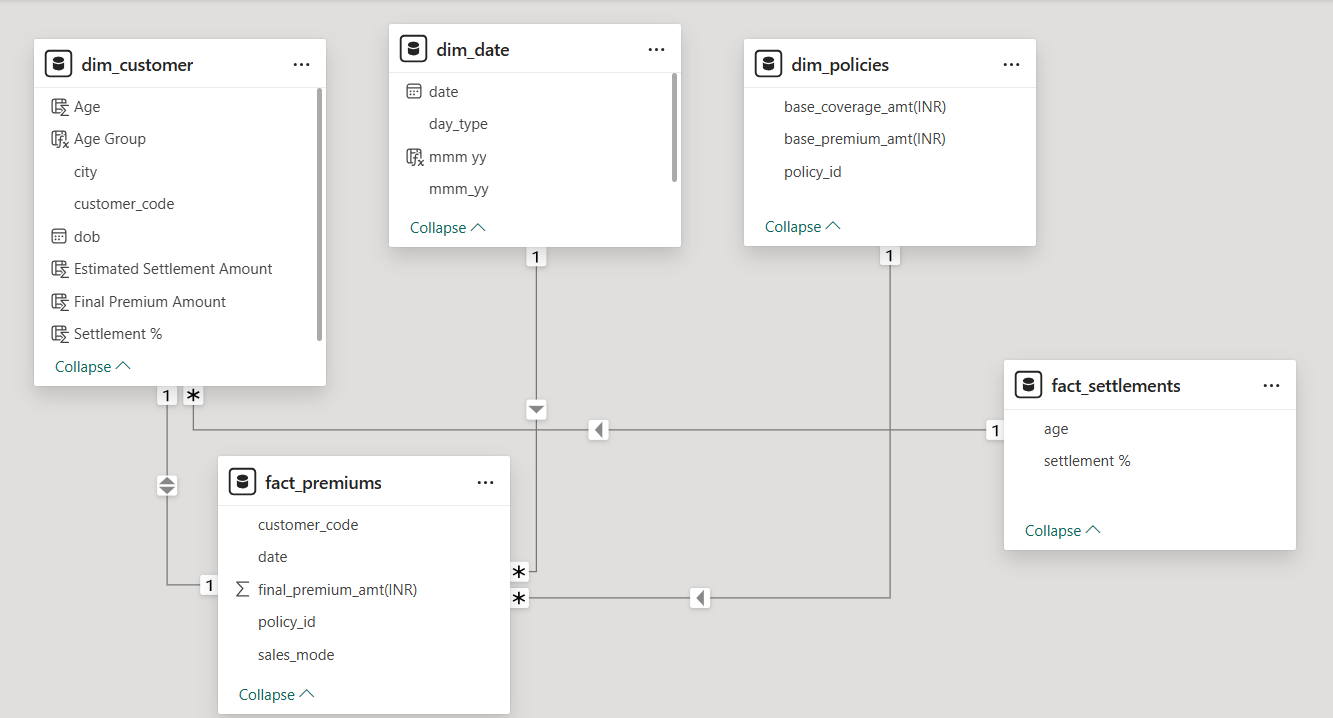 dim_customer
Age
Age Group
city
customer_code
dob
Estimated Settlement Amount
Final Premium Amount
Settlement %
Collapse
dim_date
date
day_type
mmm yy
mmm_yy
Collapse
dim_policies
base_coverage_amt(INR)
base_premium_amt(INR)
policy_id
Collapse
1
*
1
1
fact_settlements
age
settlement %
Collapse
1
fact_premiums
customer_code
date
final_premium_amt(INR)
policy_id
sales_mode
Collapse
1
*
*